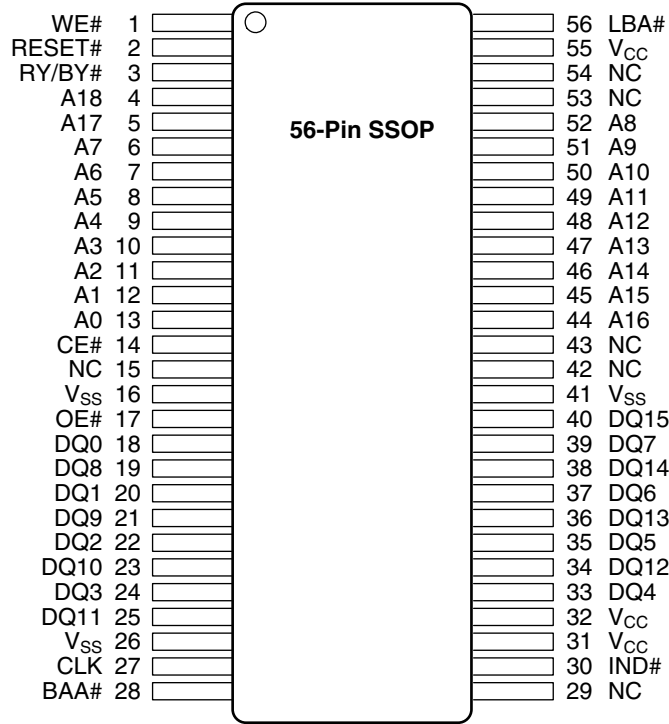 WE# 1
RESET# 2
RY/BY# 3
A18 4
A17 5
A7 6
A6 7
A5 8
A4 9
A3 10
A2 11
A1 12
A0 13
CE# 14
NC 15
VSS 16
OE# 17
DQ0 18
DQ8 19
DQ1 20
DQ9 21
DQ2 22
DQ10 23
DQ3 24
DQ11 25
VSS 26
CLK 27
BAA# 28
56-Pin SSOP
56 LBA#
55 VCC
54 NC
53 NC
52 A8
51 A9
50 A10
49 A11
48 A12
47 A13
46 A14
45 A15
44 A16
43 NC
42 NC
41 VSS
40 DQ15
39 DQ7
38 DQ14
37 DQ6
36 DQ13
35 DQ5
34 DQ12
33 DQ4
32 VCC
31 VCC
30 IND#
29 NC